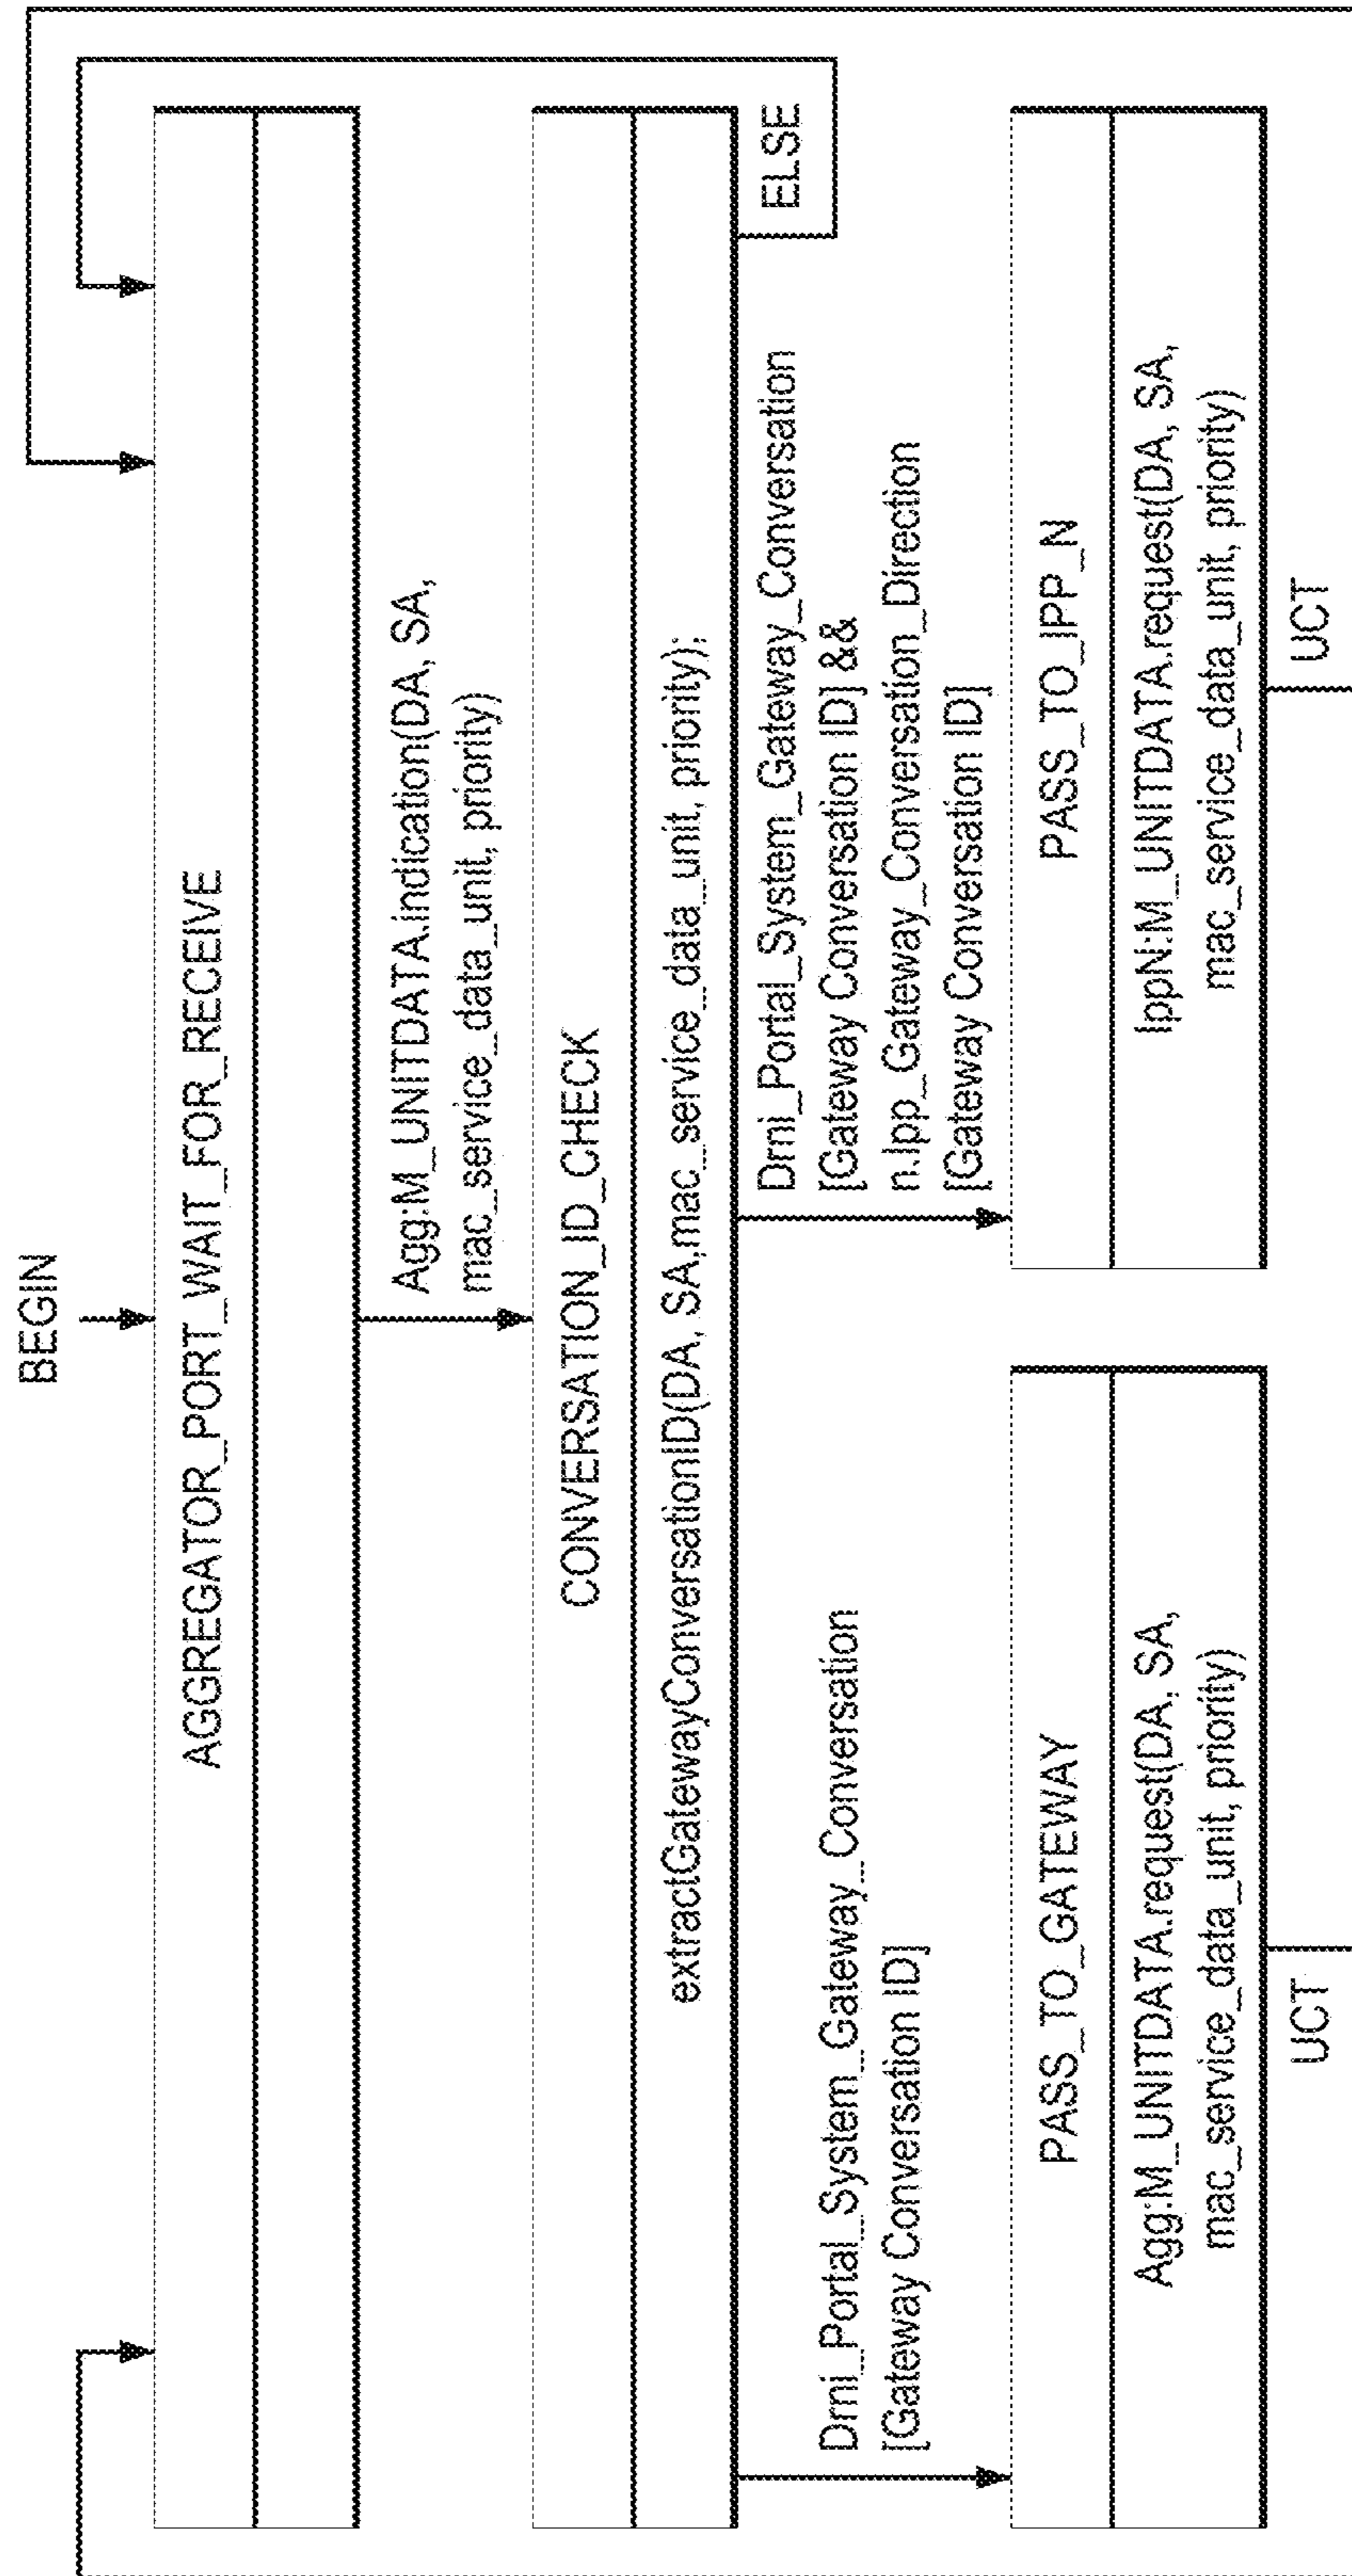 BEGIN
AGGREGATOR_PORT_WAIT_FOR_RECEIVE
Agg:M_UNITDATA.indication(DA, SA,
mac_service_data_unit, priority)
CONVERSATION_ID_CHECK
extractGatewayConversationID(DA, SA,mac_service_data_unit, priority);
ELSE
Drni_Portal_System_Gateway_Conversation
[Gateway Conversation ID]
Drni_Portal_System_Gateway_Conversation
[Gateway Conversation ID] &&
n.Ipp_Gateway_Conversation_Direction
[Gateway Conversation ID]
PASS_TO_GATEWAY
Agg:M_UNITDATA.request(DA, SA,
mac_service_data_unit, priority)
UCT
PASS_TO_IPP_N
IppN:M_UNITDATA.request(DA, SA,
mac_service_data_unit, priority)
UCT